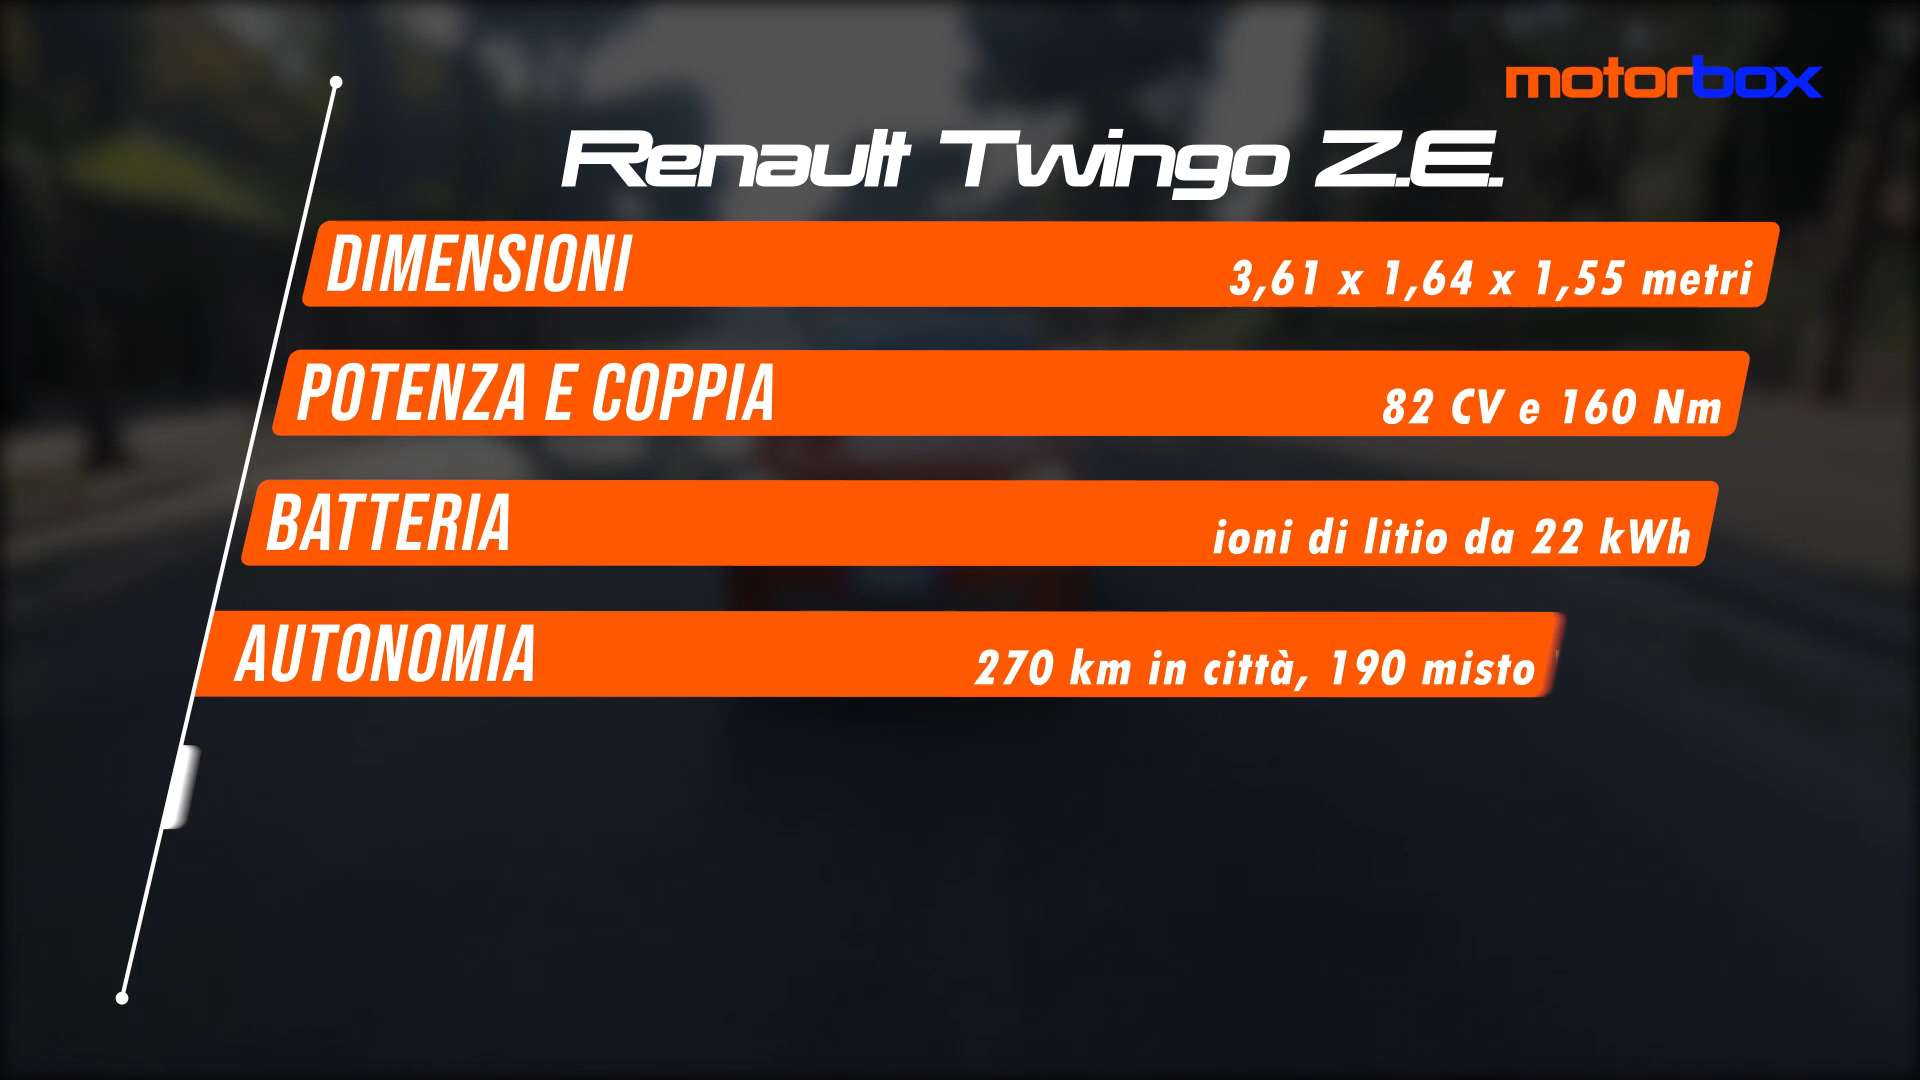 motorbox
Renault Twingo Z.E.
DIMENSIONI 3,61 x 1,64 x 1,55 metri
POTENZA E COPPIA 82 CV e 160 Nm
BATTERIA ioni di litio da 22 kWh
AUTONOMIA 270 km in città, 190 misto